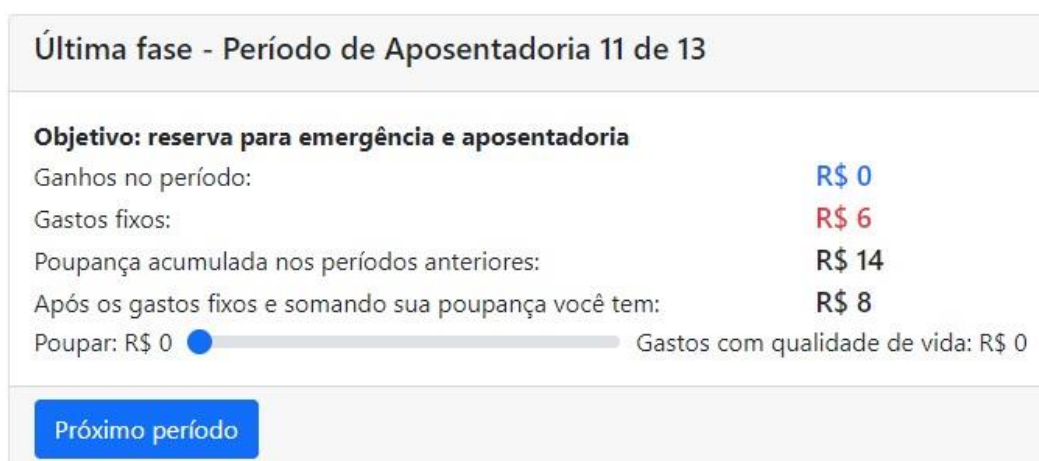 Última fase - Período de Aposentadoria 11 de 13
Objetivo: reserva para emergência e aposentadoria
Ganhos no período: R$ 0
Gastos fixos: R$ 6
Poupança acumulada nos períodos anteriores: R$ 14
Após os gastos fixos e somando sua poupança você tem: R$ 8
Poupar: R$ 0 Gastos com qualidade de vida: R$ 0
Próximo período